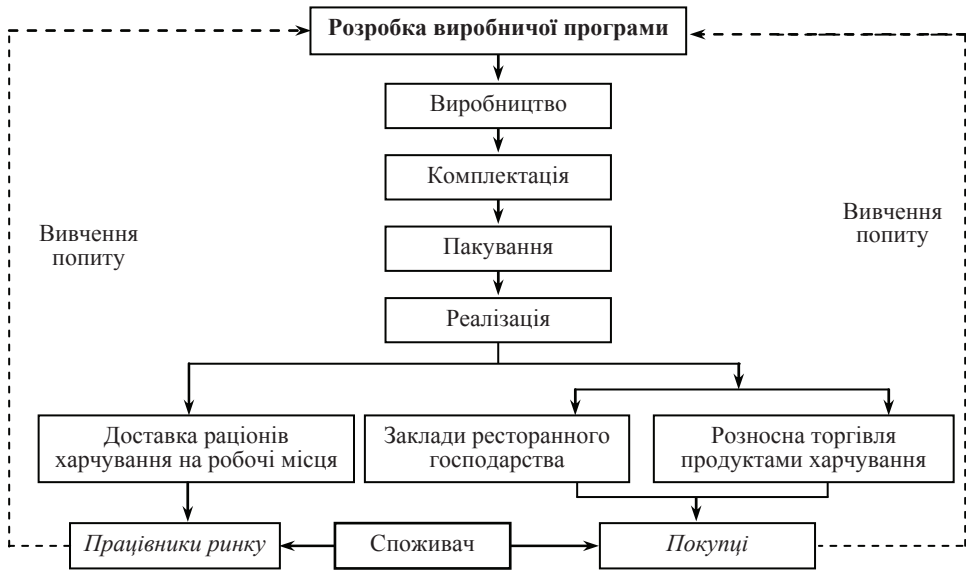 Розробка виробничої програми
Виробництво
Комплектація
Пакування
Реалізація
Вивчення
попиту
Вивчення
попиту
Доставка раціонів
харчування на робочі місця
Заклади ресторанного
господарства
Розносна торгівля
продуктами харчування
Працівники ринку
Споживач
Покупці